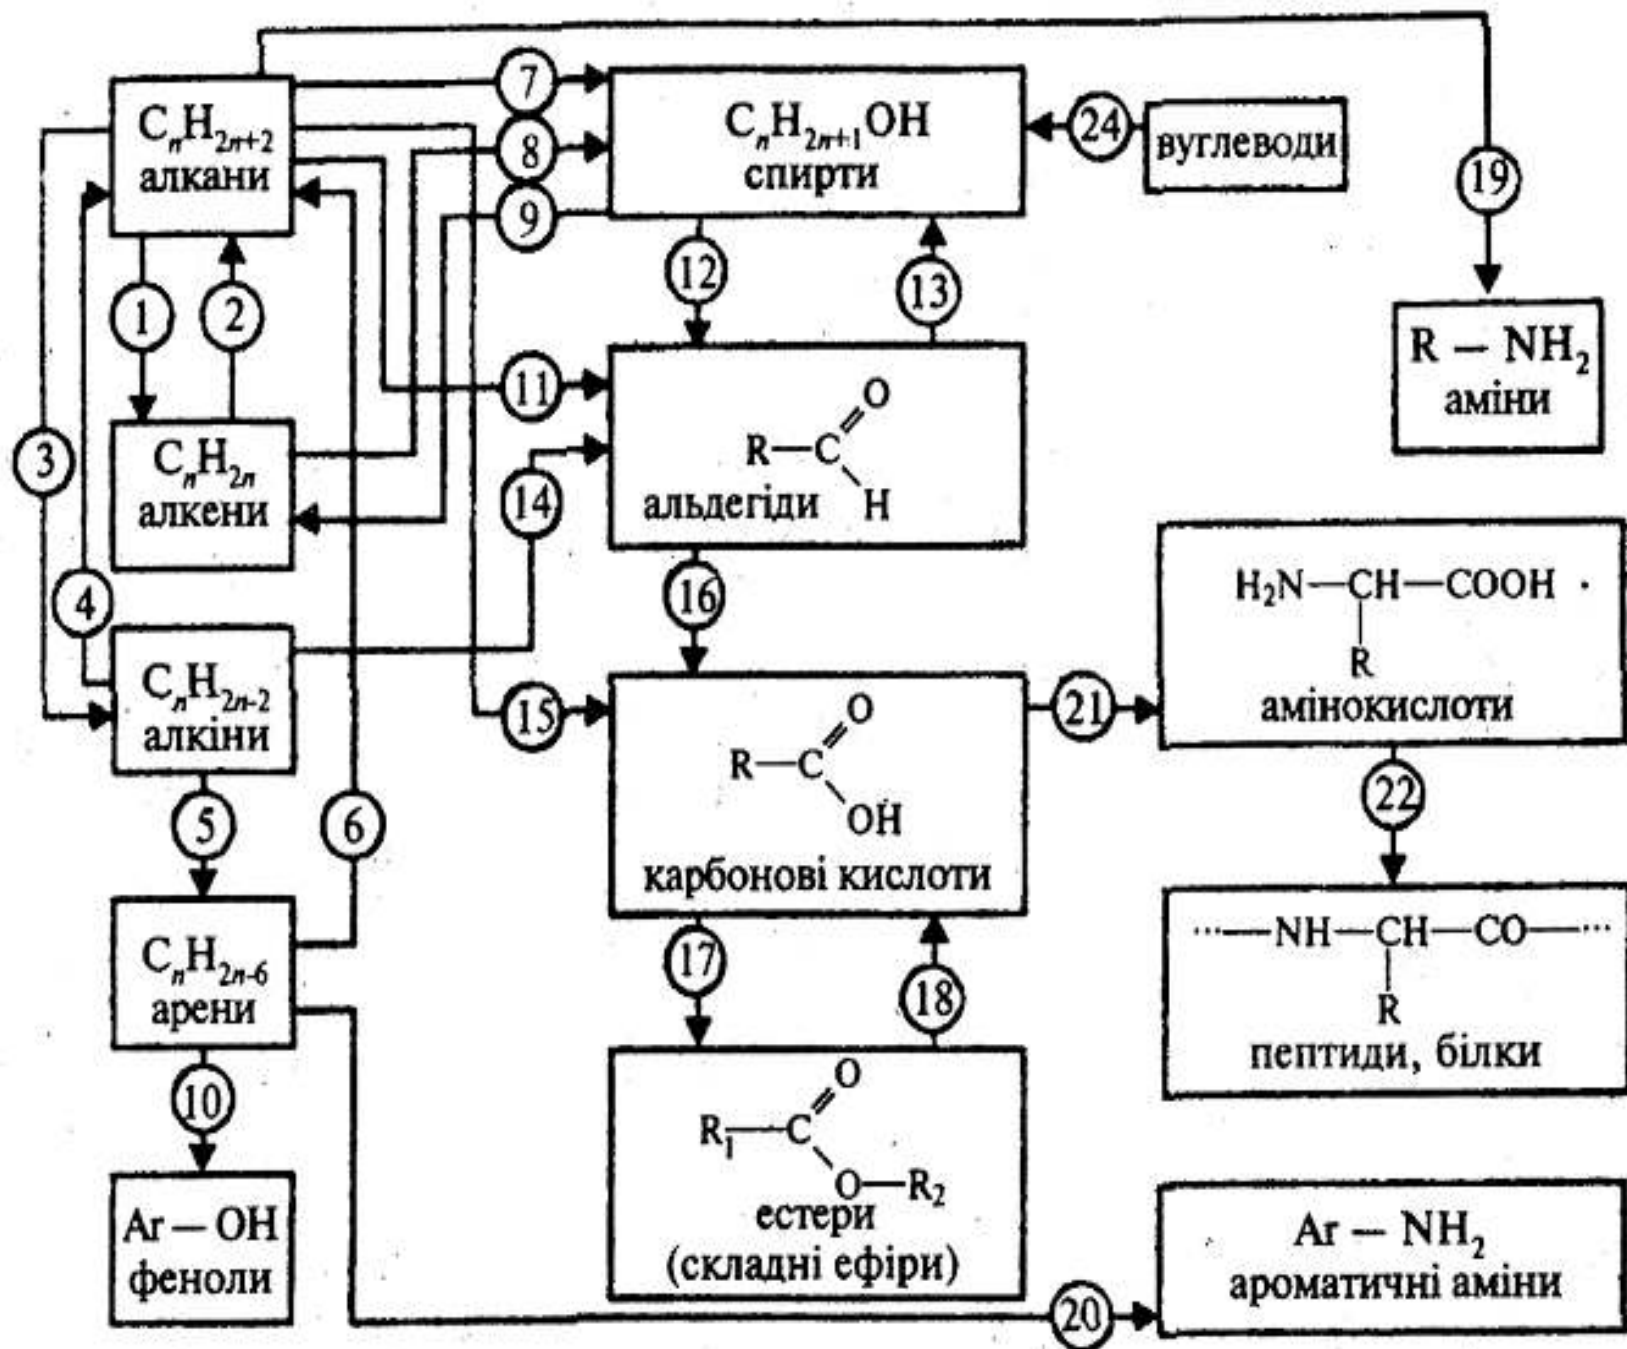 CₙH₂ₙ₊₂
алкани
1
2
3
4
CₙH₂ₙ
алкени
CₙH₂ₙ₋₂
алкіни
5
6
CₙH₂ₙ₋₆
арени
10
Ar — OH
феноли
7
8
9
11
14
15
CₙH₂ₙ₊₁OH
спирти
24
вуглеводи
12
13
O
R—C
H
альдегіди
16
O
R—C
OH
карбонові кислоти
17
18
O
R₁—C
O—R₂
естери
(складні ефіри)
19
R — NH₂
аміни
21
H₂N—CH—COOH
R
амінокислоти
22
···—NH—CH—CO—···
R
пептиди, білки
20
Ar — NH₂
ароматичні аміни